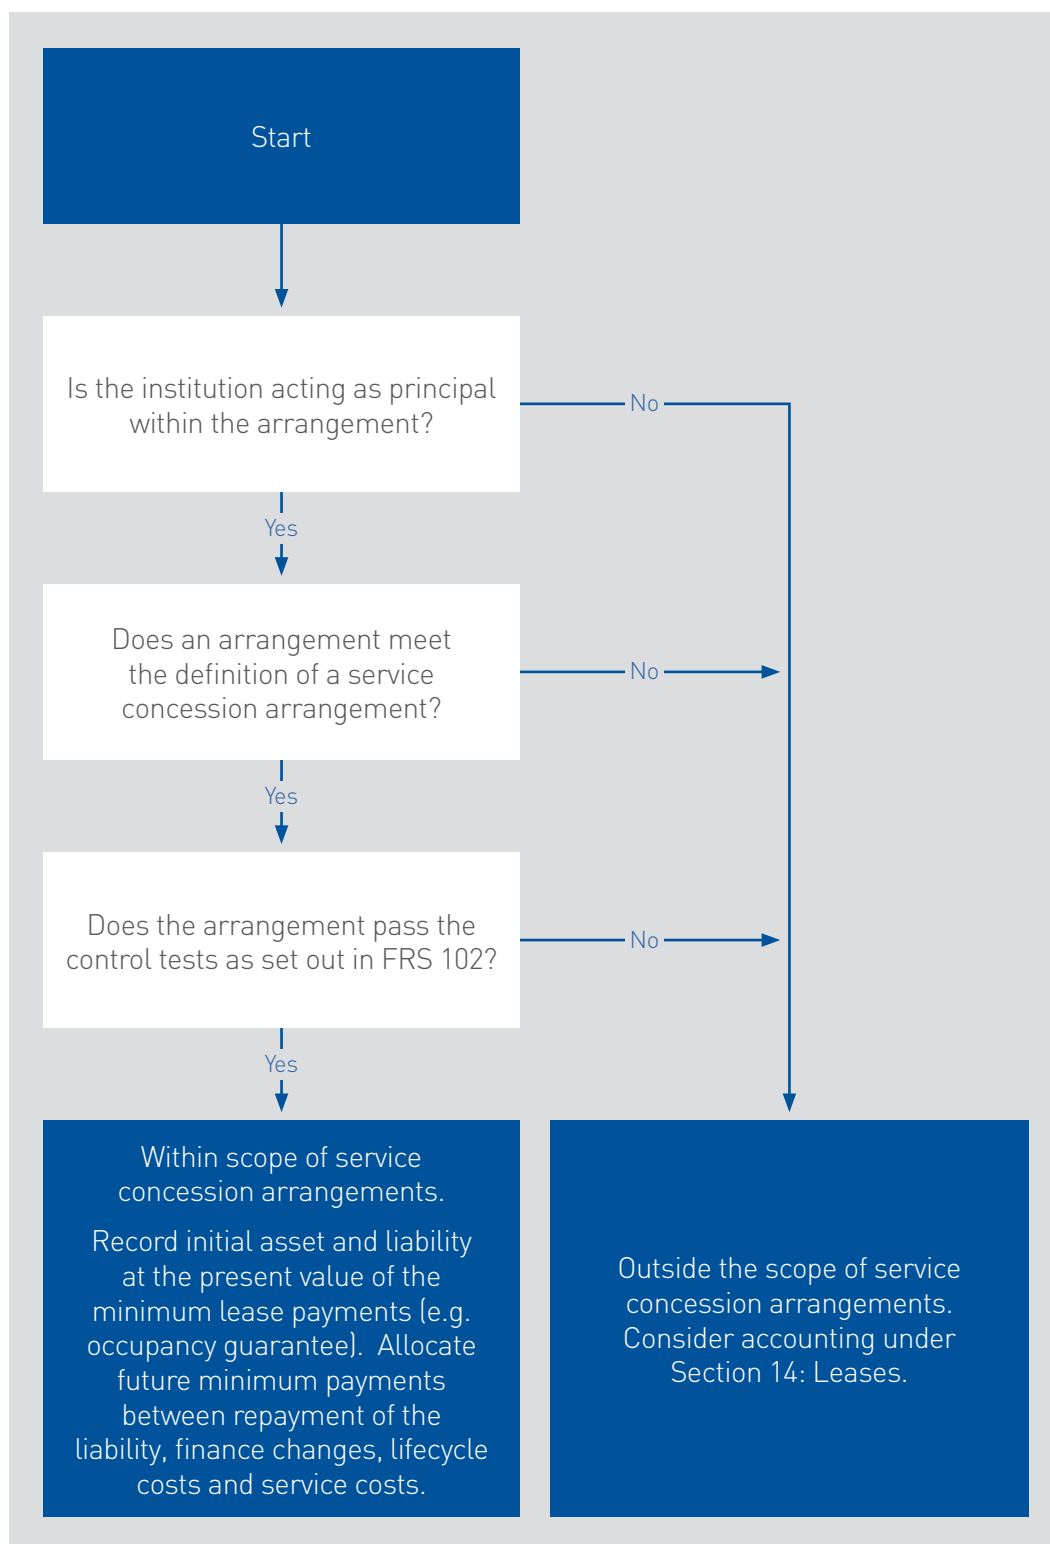 Start
Is the institution acting as principal
within the arrangement?
No
Yes
Does an arrangement meet
the definition of a service
concession arrangement?
No
Yes
Does the arrangement pass the
control tests as set out in FRS 102?
No
Yes
Within scope of service
concession arrangements.
Record initial asset and liability
at the present value of the
minimum lease payments (e.g.
occupancy guarantee).  Allocate
future minimum payments
between repayment of the
liability, finance changes, lifecycle
costs and service costs.
Outside the scope of service
concession arrangements.
Consider accounting under
Section 14: Leases.